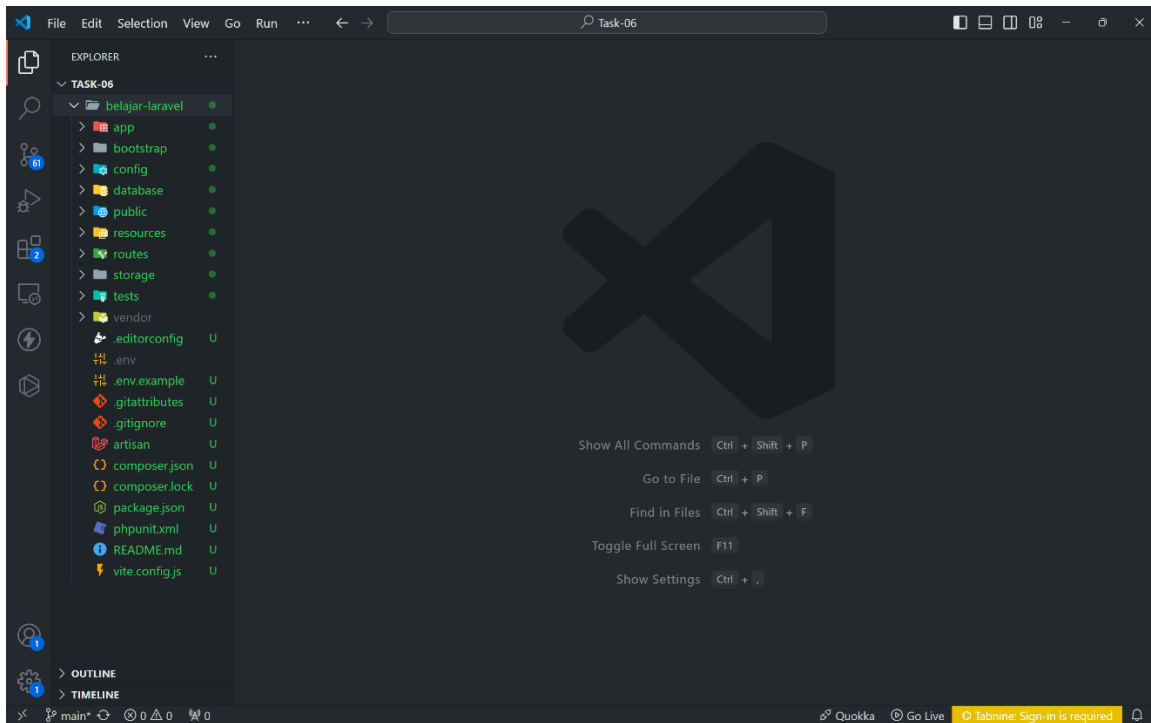 File Edit Selection View Go Run ··· Task-06
EXPLORER ···
TASK-06
belajar-laravel
app
bootstrap
61
config
database
public
resources
2
routes
storage
tests
vendor
.editorconfig U
.env
.env.example U
.gitattributes U
.gitignore U
artisan U
Show All Commands Ctrl + Shift + P
composer.json U
Go to File Ctrl + P
composer.lock U
package.json U
Find in Files Ctrl + Shift + F
phpunit.xml U
Toggle Full Screen F11
README.md U
vite.config.js U
Show Settings Ctrl + ,
1
OUTLINE
1
TIMELINE
main* 0 0 0 Quokka Go Live Tabnine: Sign-in is required